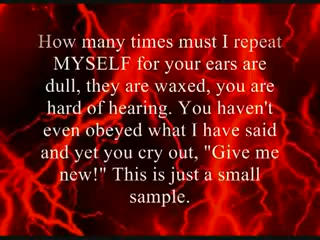 How many times must I repeat
MYSELF for your ears are
dull, they are waxed, you are
hard of hearing. You haven't
even obeyed what I have said
and yet you cry out, "Give me
new!" This is just a small
sample.